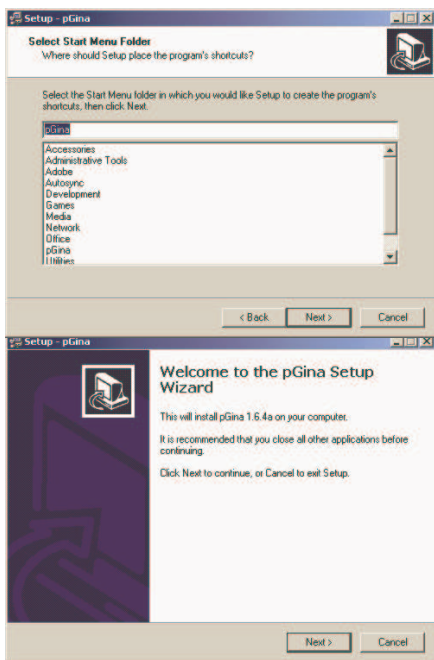 Setup - pGina
Select Start Menu Folder
Where should Setup place the program's shortcuts?
Select the Start Menu folder in which you would like Setup to create the program's
shortcuts, then click Next.
pGina
Accessories
Administrative Tools
Adobe
Autosync
Development
Games
Media
Network
Office
pGina
Utilities
< Back
Next >
Cancel
Setup - pGina
Welcome to the pGina Setup
Wizard
This will install pGina 1.6.4a on your computer.
It is recommended that you close all other applications before
continuing.
Click Next to continue, or Cancel to exit Setup.
Next >
Cancel